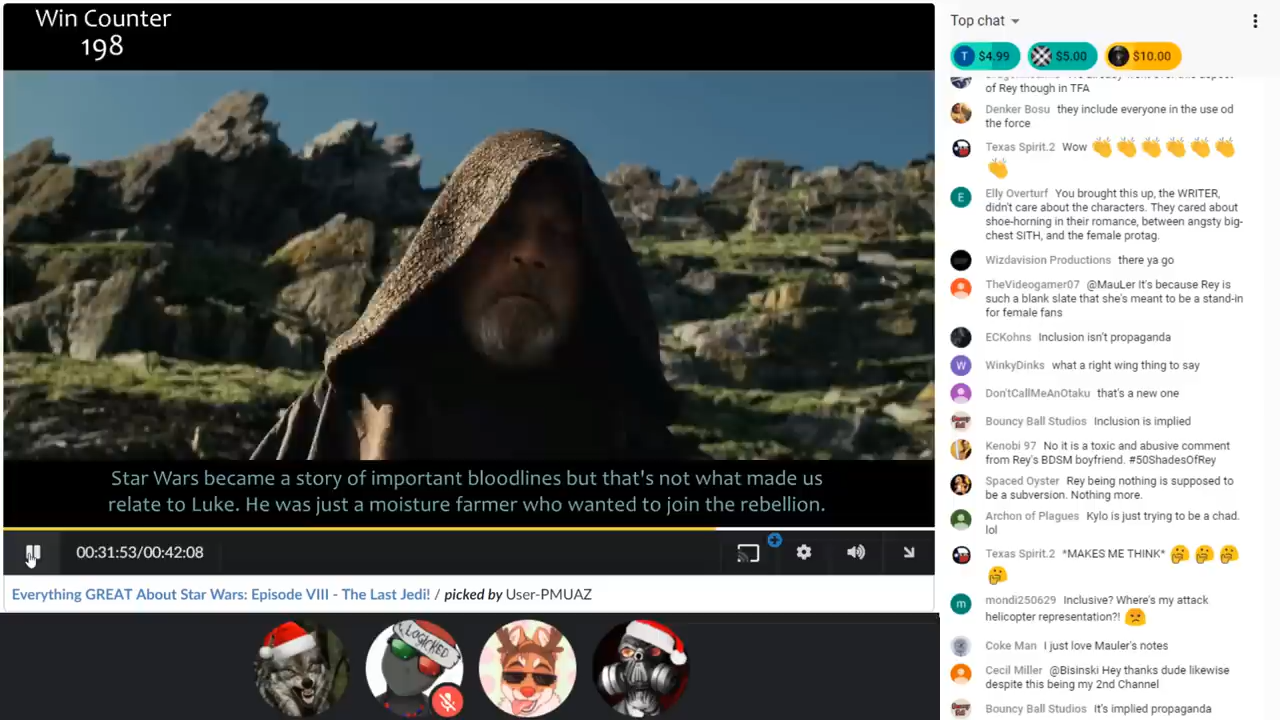 Win Counter
198
Star Wars became a story of important bloodlines but that's not what made us
relate to Luke. He was just a moisture farmer who wanted to join the rebellion.
00:31:53/00:42:08
Everything GREAT About Star Wars: Episode VIII - The Last Jedi! / picked by User-PMUAZ
LOGICKED
Top chat
T $4.99 $5.00 $10.00
of Rey though in TFA
Denker Bosu they include everyone in the use od
the force
Texas Spirit.2 Wow 👏👏👏👏👏👏
👏
E Elly Overturf You brought this up, the WRITER,
didn't care about the characters. They cared about
shoe-horning in their romance, between angsty big-
chest SITH, and the female protag.
Wizdavision Productions there ya go
TheVideogamer07 @MauLer It's because Rey is
such a blank slate that she's meant to be a stand-in
for female fans
ECKohns Inclusion isn't propaganda
W WinkyDinks what a right wing thing to say
Don'tCallMeAnOtaku that's a new one
Bouncy Ball Studios Inclusion is implied
Kenobi 97 No it is a toxic and abusive comment
from Rey's BDSM boyfriend. #50ShadesOfRey
Spaced Oyster Rey being nothing is supposed to
be a subversion. Nothing more.
Archon of Plagues Kylo is just trying to be a chad.
lol
Texas Spirit.2 *MAKES ME THINK* 🤔🤔🤔
🤔
m mondi250629 Inclusive? Where's my attack
helicopter representation?! 😠
Coke Man I just love Mauler's notes
Cecil Miller @Bisinski Hey thanks dude likewise
despite this being my 2nd Channel
Bouncy Ball Studios It's implied propaganda